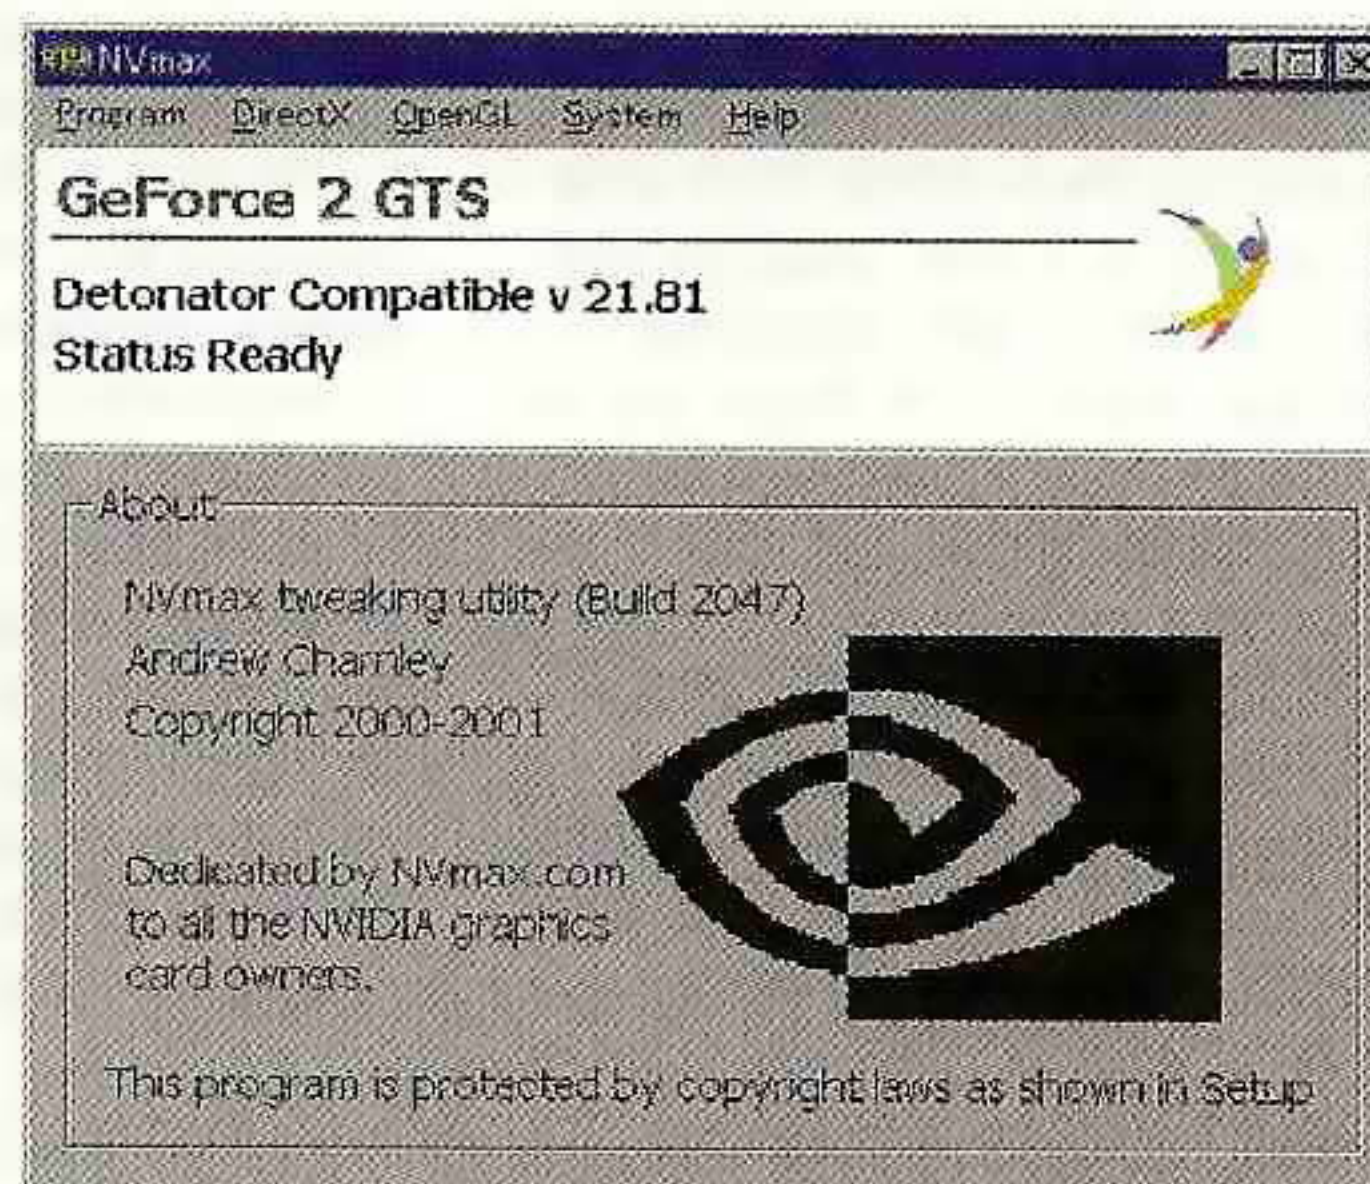 NVmax
Program DirectX OpenGL System Help
GeForce 2 GTS
Detonator Compatible v 21.81
Status Ready
About
NVmax tweaking utility (Build 2047)
Andrew Charnley
Copyright 2000-2001
Dedicated by NVmax.com
to all the NVIDIA graphics
card owners.
This program is protected by copyright laws as shown in Setup